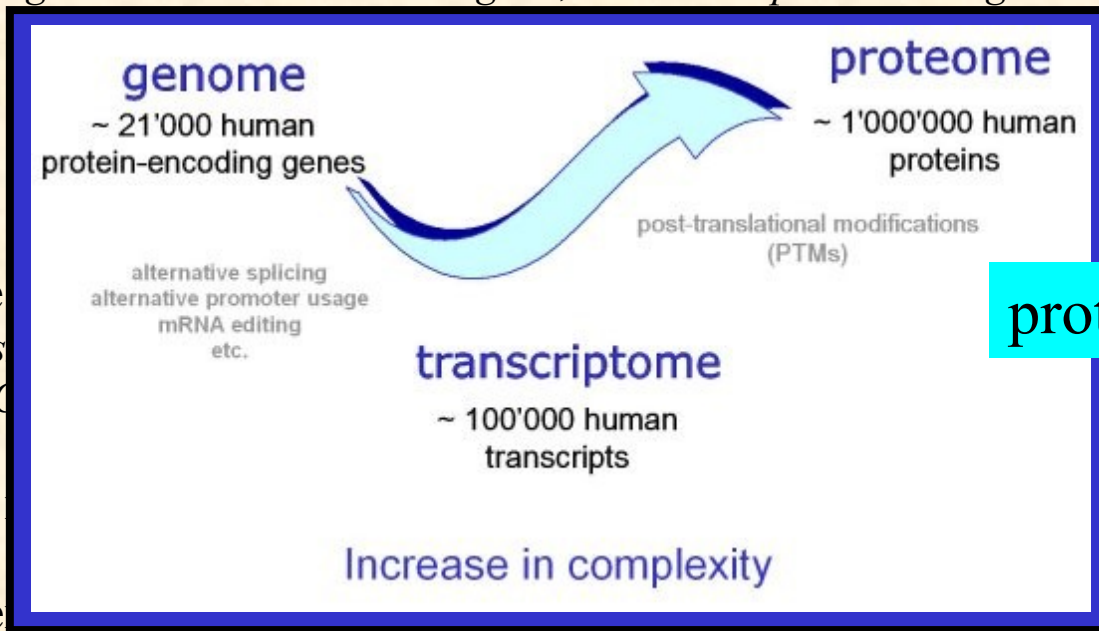 genome
~ 21'000 human
protein-encoding genes
proteome
~ 1'000'000 human
proteins
post-translational modifications
(PTMs)
alternative splicing
alternative promoter usage
mRNA editing
etc.
transcriptome
~ 100'000 human
transcripts
Increase in complexity